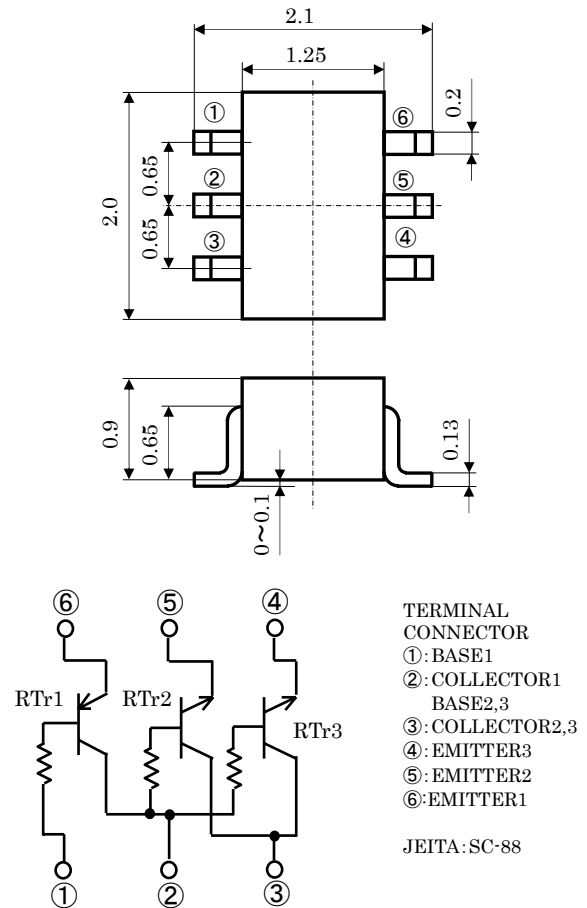 2.1
1.25
①
⑥
0.2
0.65
②
⑤
2.0
0.65
③
④
0.9
0.65
0.13
0~0.1
⑥
⑤
④
RTr1
RTr2
RTr3
①
②
③
TERMINAL
CONNECTOR
①:BASE1
②:COLLECTOR1
BASE2,3
③:COLLECTOR2,3
④:EMITTER3
⑤:EMITTER2
⑥:EMITTER1
JEITA:SC-88